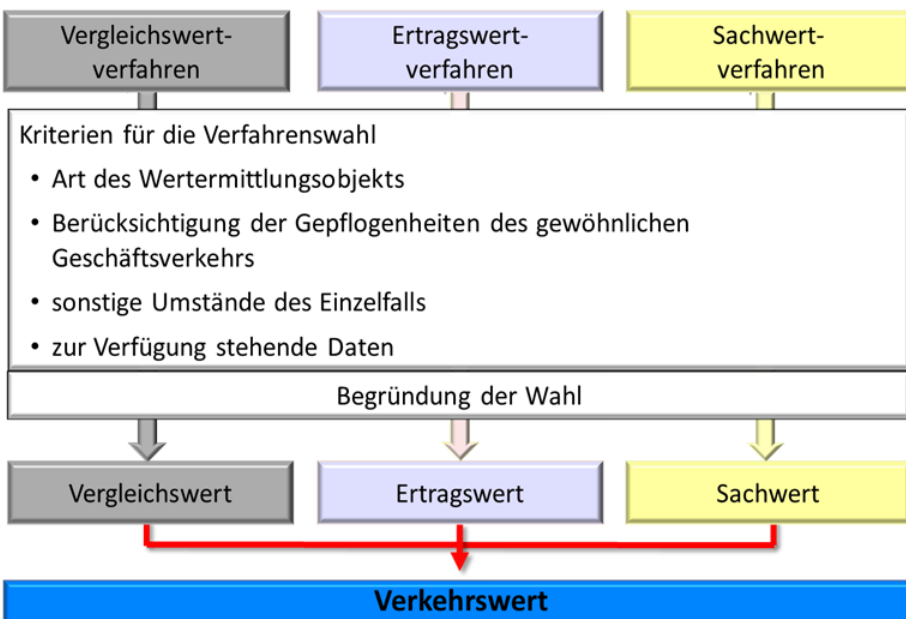 Vergleichswert-
verfahren
Ertragswert-
verfahren
Sachwert-
verfahren
Kriterien für die Verfahrenswahl
• Art des Wertermittlungsobjekts
• Berücksichtigung der Gepflogenheiten des gewöhnlichen
Geschäftsverkehrs
• sonstige Umstände des Einzelfalls
• zur Verfügung stehende Daten
Begründung der Wahl
Vergleichswert
Ertragswert
Sachwert
Verkehrswert